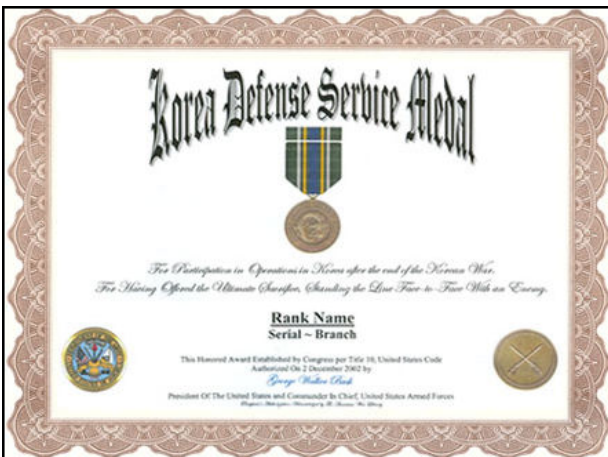 Korea Defense Service Medal
For Participation in Operations in Korea after the end of the Korean War.
For Having Offered the Ultimate Sacrifice, Standing the Line Face-to-Face With an Enemy.
Rank Name
Serial ~ Branch
This Honored Award Established by Congress per Title 10, United States Code
Authorized On 2 December 2002 by
George Walker Bush
President Of The United States and Commander In Chief, United States Armed Forces